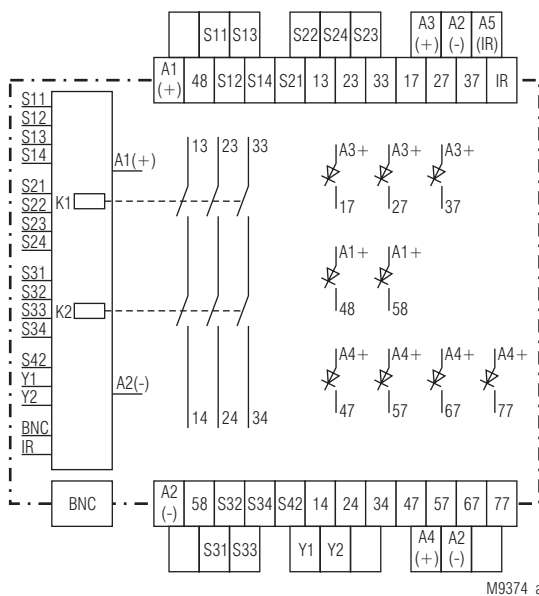 S11 S13 S22 S24 S23 A3 (+) A2 (-) A5 (IR)
A1 (+) 48 S12 S14 S21 13 23 33 17 27 37 IR
S11
S12
S13
S14
S21
S22
S23
S24
S31
S32
S33
S34
S42
Y1
Y2
BNC
IR
K1
K2
A1(+)
A2(-)
13 23 33
14 24 34
A3+ A3+ A3+
17 27 37
A1+ A1+
48 58
A4+ A4+ A4+ A4+
47 57 67 77
BNC
A2 (-) 58 S32 S34 S42 14 24 34 47 57 67 77
S31 S33 Y1 Y2 A4 (+) A2 (-)
M9374_a